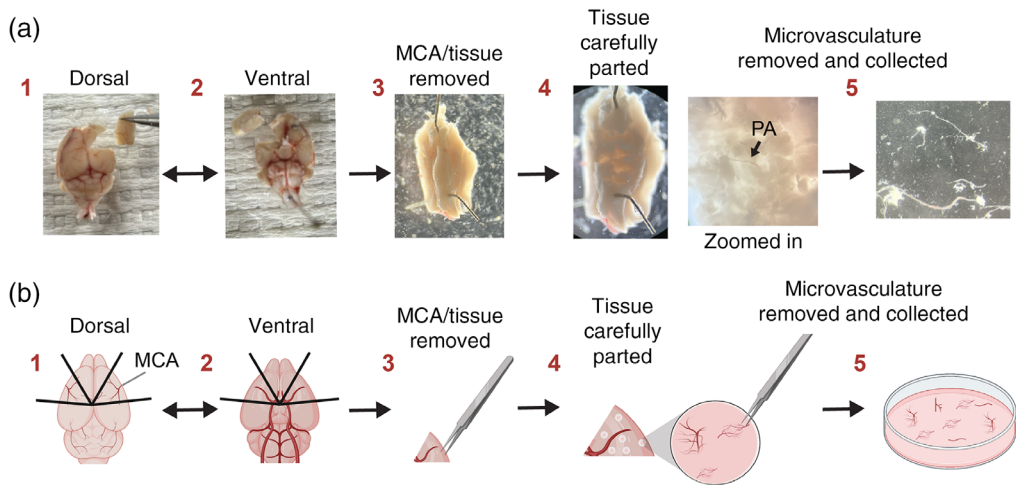 (a)
Dorsal
Ventral
MCA/tissue
removed
Tissue
carefully
parted
Microvasculature
removed and collected
1
2
3
4
5
PA
Zoomed in
(b)
Dorsal
Ventral
MCA/tissue
removed
Tissue
carefully
parted
Microvasculature
removed and collected
1
MCA
2
3
4
5